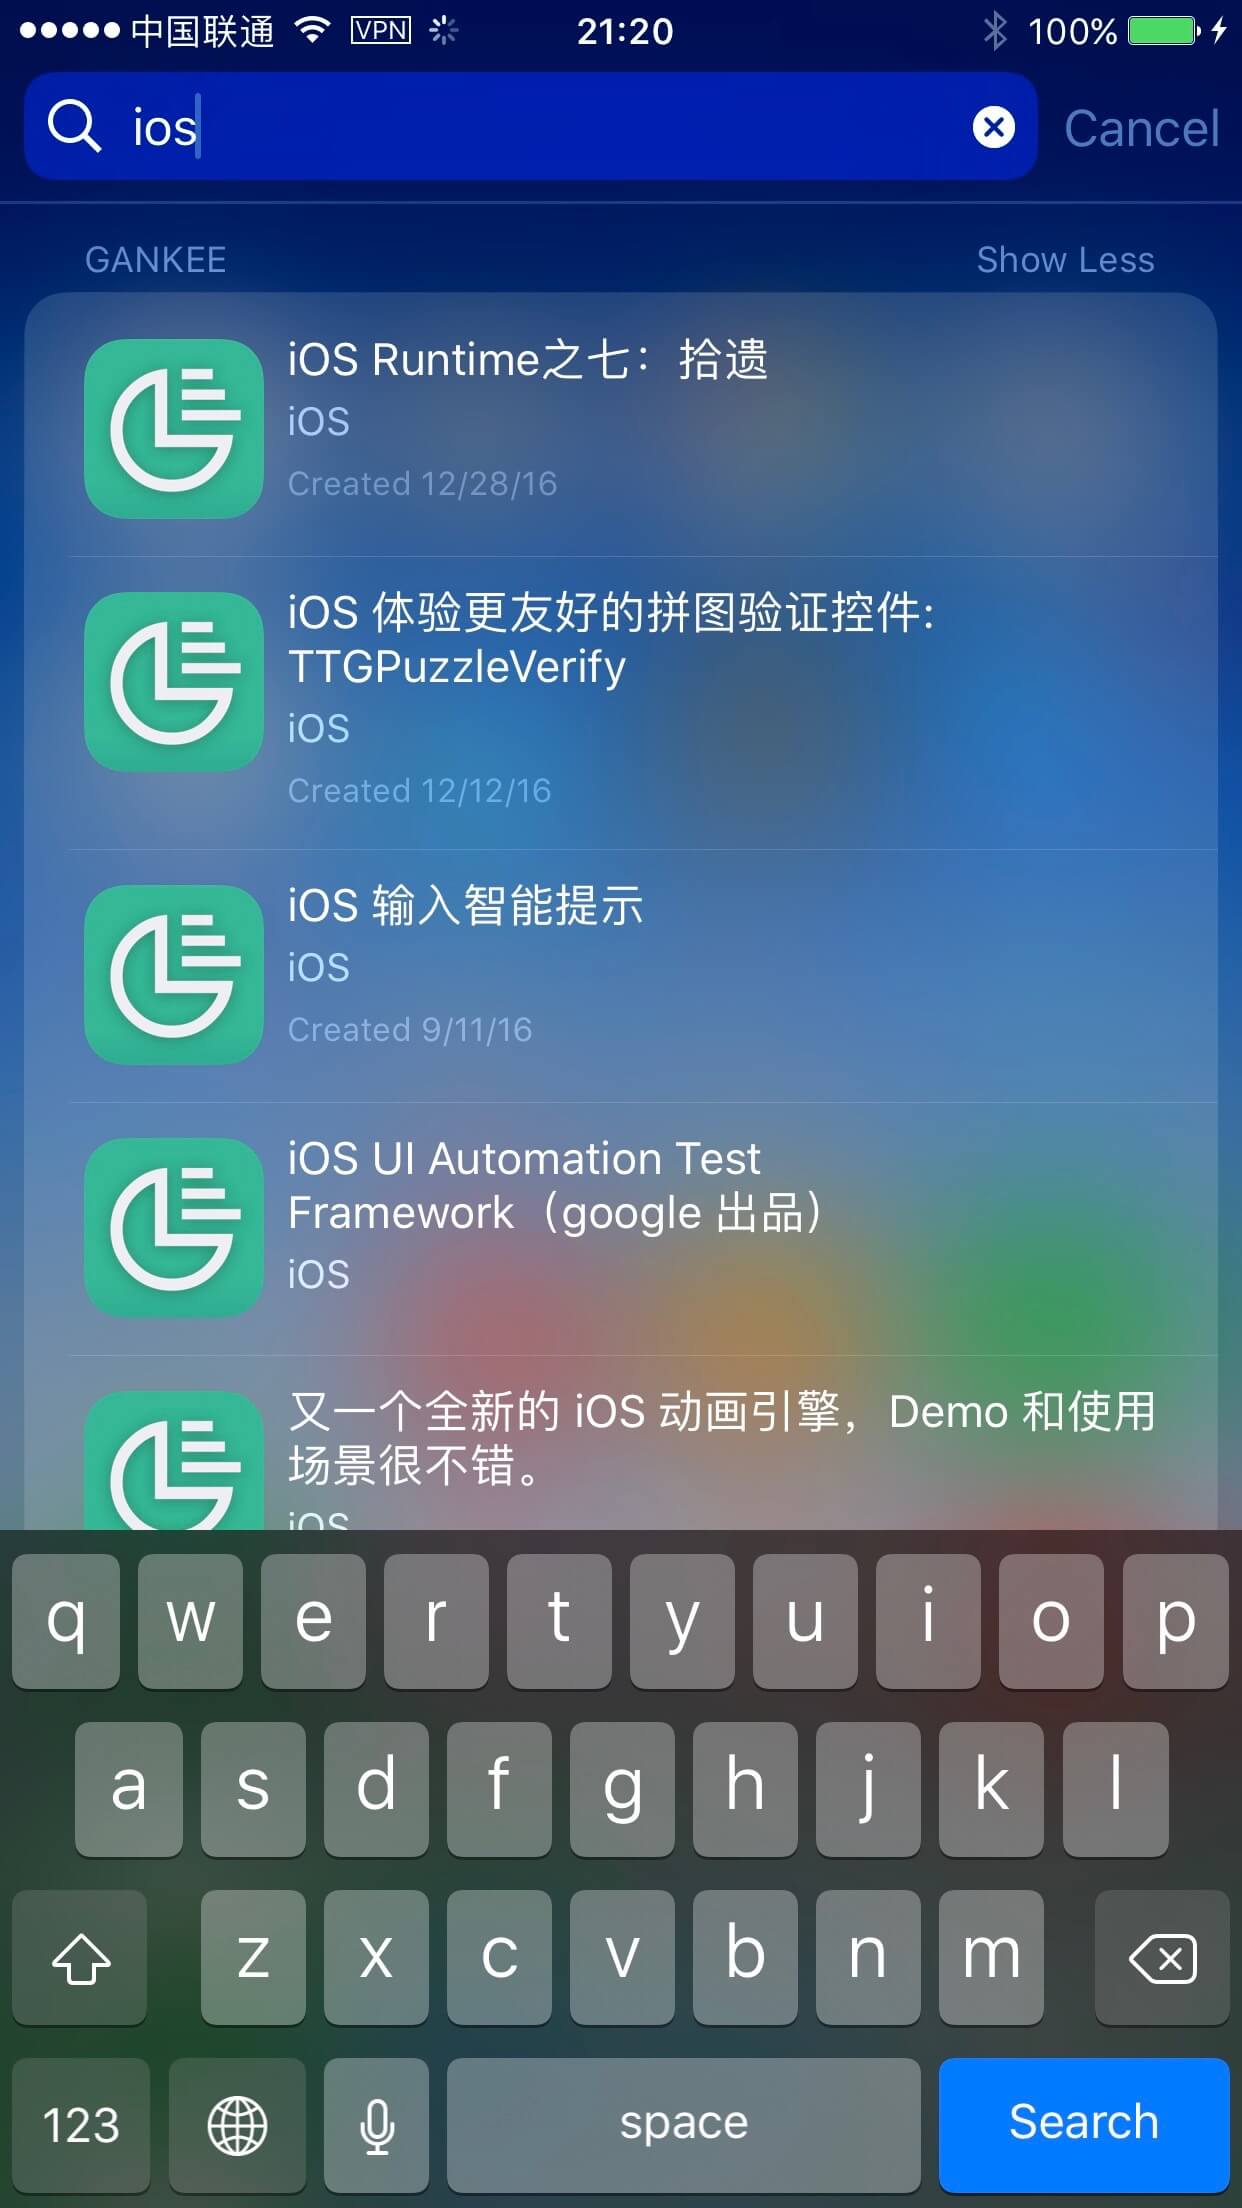 中国联通 VPN 21:20 100%
ios Cancel
GANKEE Show Less
iOS Runtime之七：拾遗
iOS
Created 12/28/16
iOS 体验更友好的拼图验证控件:
TTGPuzzleVerify
iOS
Created 12/12/16
iOS 输入智能提示
iOS
Created 9/11/16
iOS UI Automation Test
Framework（google 出品）
iOS
又一个全新的 iOS 动画引擎，Demo 和使用
场景很不错。
iOS
q w e r t y u i o p
a s d f g h j k l
z x c v b n m
123 space Search